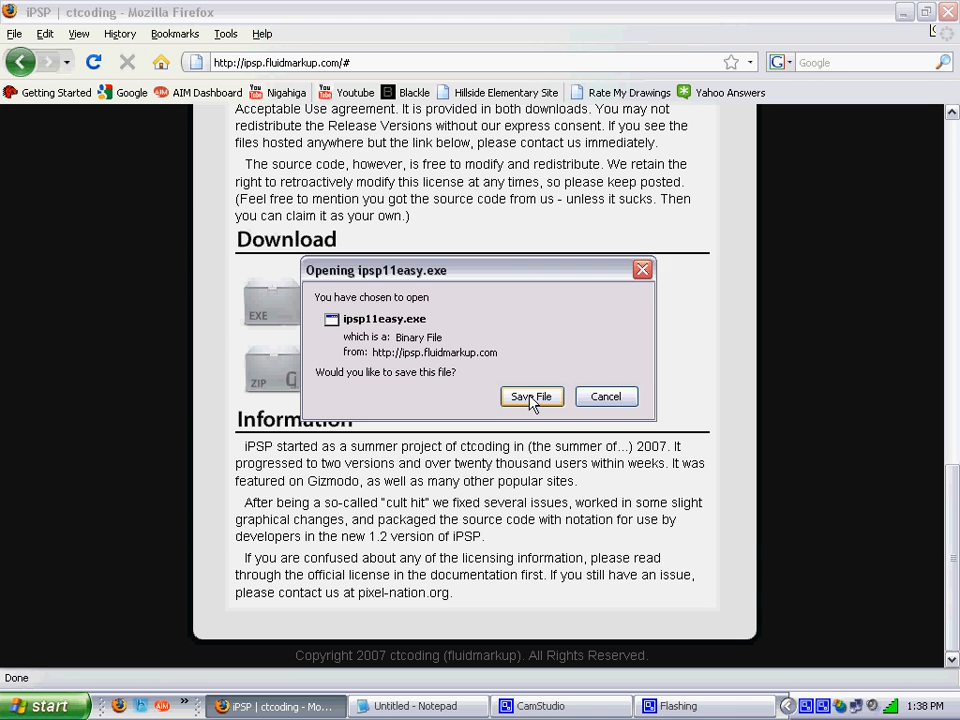 iPSP | ctcoding - Mozilla Firefox
File Edit View History Bookmarks Tools Help
http://ipsp.fluidmarkup.com/#
G Google
Getting Started Google AIM Dashboard Nigahiga Youtube Blackle Hillside Elementary Site Rate My Drawings Yahoo Answers
Acceptable Use agreement. It is provided in both downloads. You may not
redistribute the Release Versions without our express consent. If you see the
files hosted anywhere but the link below, please contact us immediately.
The source code, however, is free to modify and redistribute. We retain the
right to retroactively modify this license at any times, so please keep posted.
(Feel free to mention you got the source code from us - unless it sucks. Then
you can claim it as your own.)
Download
EXE
ZIP
Opening ipsp11easy.exe
You have chosen to open
ipsp11easy.exe
which is a: Binary File
from: http://ipsp.fluidmarkup.com
Would you like to save this file?
Save File Cancel
Information
iPSP started as a summer project of ctcoding in (the summer of...) 2007. It
progressed to two versions and over twenty thousand users within weeks. It was
featured on Gizmodo, as well as many other popular sites.
After being a so-called "cult hit" we fixed several issues, worked in some slight
graphical changes, and packaged the source code with notation for use by
developers in the new 1.2 version of iPSP.
If you are confused about any of the licensing information, please read
through the official license in the documentation first. If you still have an issue,
please contact us at pixel-nation.org.
Copyright 2007 ctcoding (fluidmarkup). All Rights Reserved.
Done
start iPSP | ctcoding - Mo... Untitled - Notepad CamStudio Flashing 1:38 PM